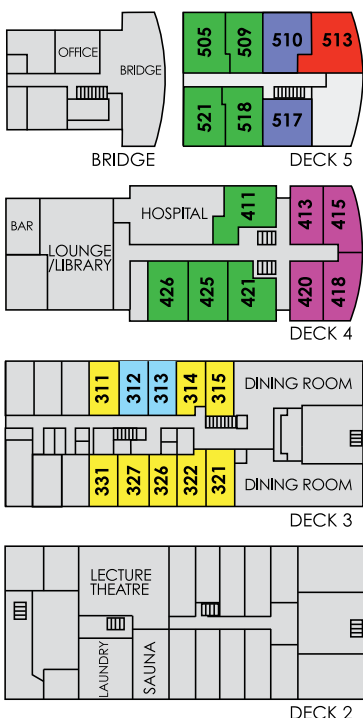 OFFICE
BRIDGE
BRIDGE
505
509
510
513
521
518
517
DECK 5
HOSPITAL
411
413
415
BAR
LOUNGE
/LIBRARY
426
425
421
420
418
DECK 4
311
312
313
314
315
DINING ROOM
331
327
326
322
321
DINING ROOM
DECK 3
LECTURE
THEATRE
LAUNDRY
SAUNA
DECK 2